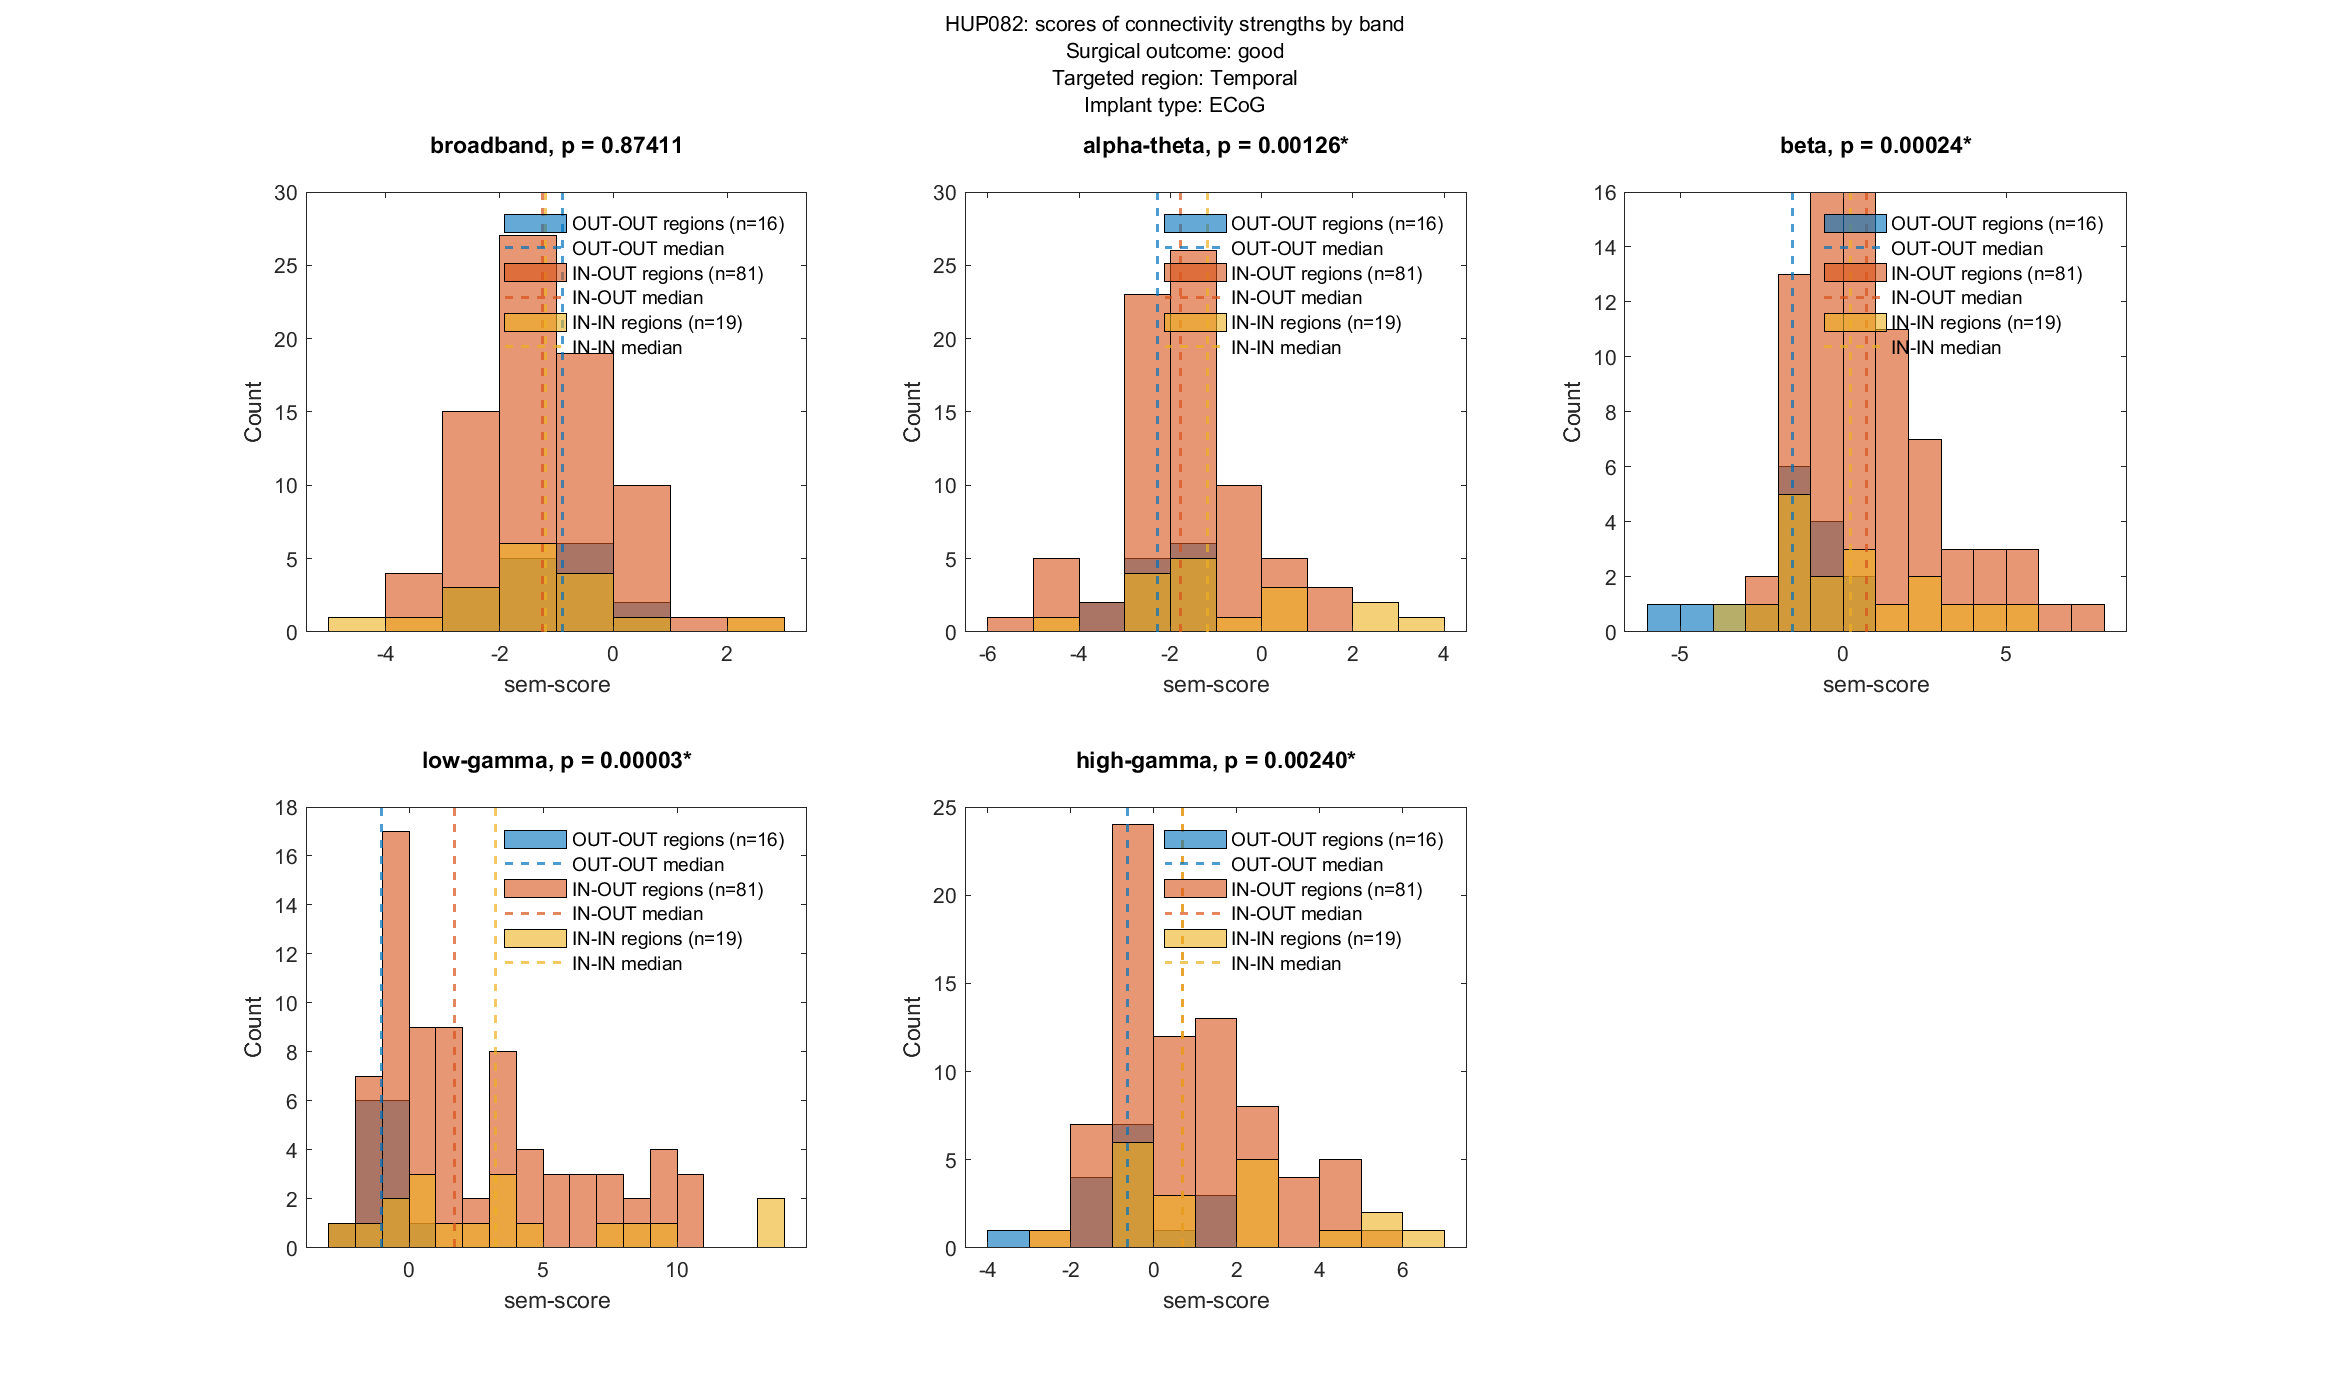 HUP082: scores of connectivity strengths by band
Surgical outcome: good
Targeted region: Temporal
Implant type: ECoG
broadband, p = 0.87411
30
25
20
15
10
5
0
Count
-4
-2
0
2
sem-score
OUT-OUT regions (n=16)
OUT-OUT median
IN-OUT regions (n=81)
IN-OUT median
IN-IN regions (n=19)
IN-IN median
alpha-theta, p = 0.00126*
30
25
20
15
10
5
0
Count
-6
-4
-2
0
2
4
sem-score
OUT-OUT regions (n=16)
OUT-OUT median
IN-OUT regions (n=81)
IN-OUT median
IN-IN regions (n=19)
IN-IN median
beta, p = 0.00024*
16
14
12
10
8
6
4
2
0
Count
-5
0
5
sem-score
OUT-OUT regions (n=16)
OUT-OUT median
IN-OUT regions (n=81)
IN-OUT median
IN-IN regions (n=19)
IN-IN median
low-gamma, p = 0.00003*
18
16
14
12
10
8
6
4
2
0
Count
0
5
10
sem-score
OUT-OUT regions (n=16)
OUT-OUT median
IN-OUT regions (n=81)
IN-OUT median
IN-IN regions (n=19)
IN-IN median
high-gamma, p = 0.00240*
25
20
15
10
5
0
Count
-4
-2
0
2
4
6
sem-score
OUT-OUT regions (n=16)
OUT-OUT median
IN-OUT regions (n=81)
IN-OUT median
IN-IN regions (n=19)
IN-IN median